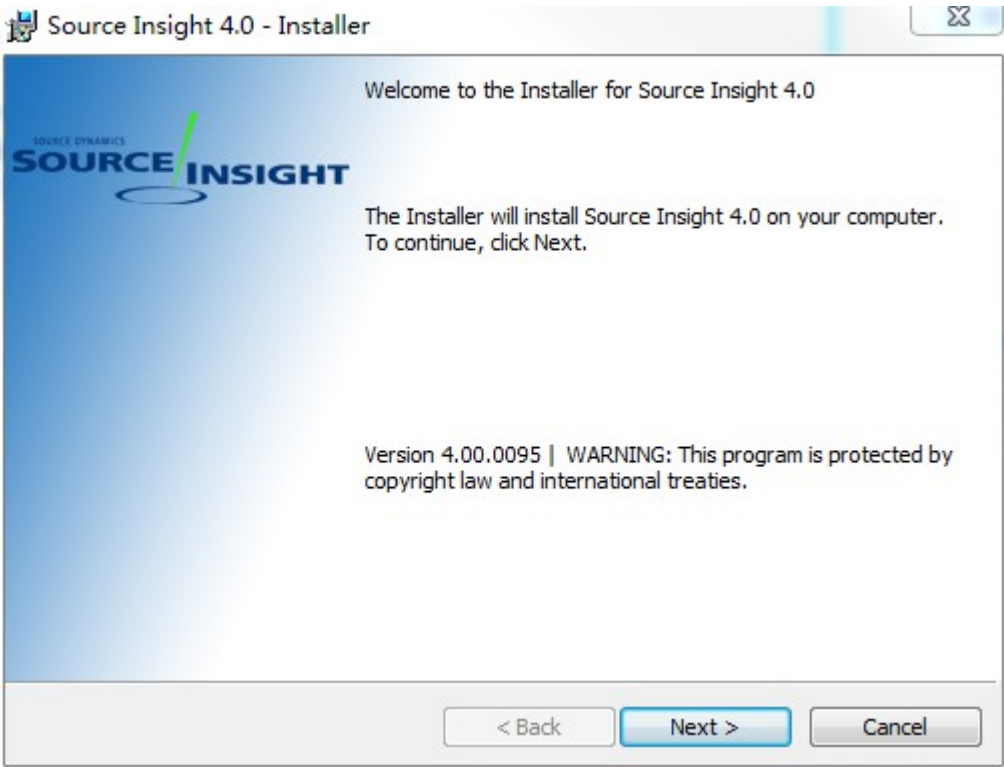 Source Insight 4.0 - Installer
Welcome to the Installer for Source Insight 4.0
SOURCE DYNAMICS
SOURCE INSIGHT
The Installer will install Source Insight 4.0 on your computer.
To continue, click Next.
Version 4.00.0095 | WARNING: This program is protected by
copyright law and international treaties.
< Back
Next >
Cancel